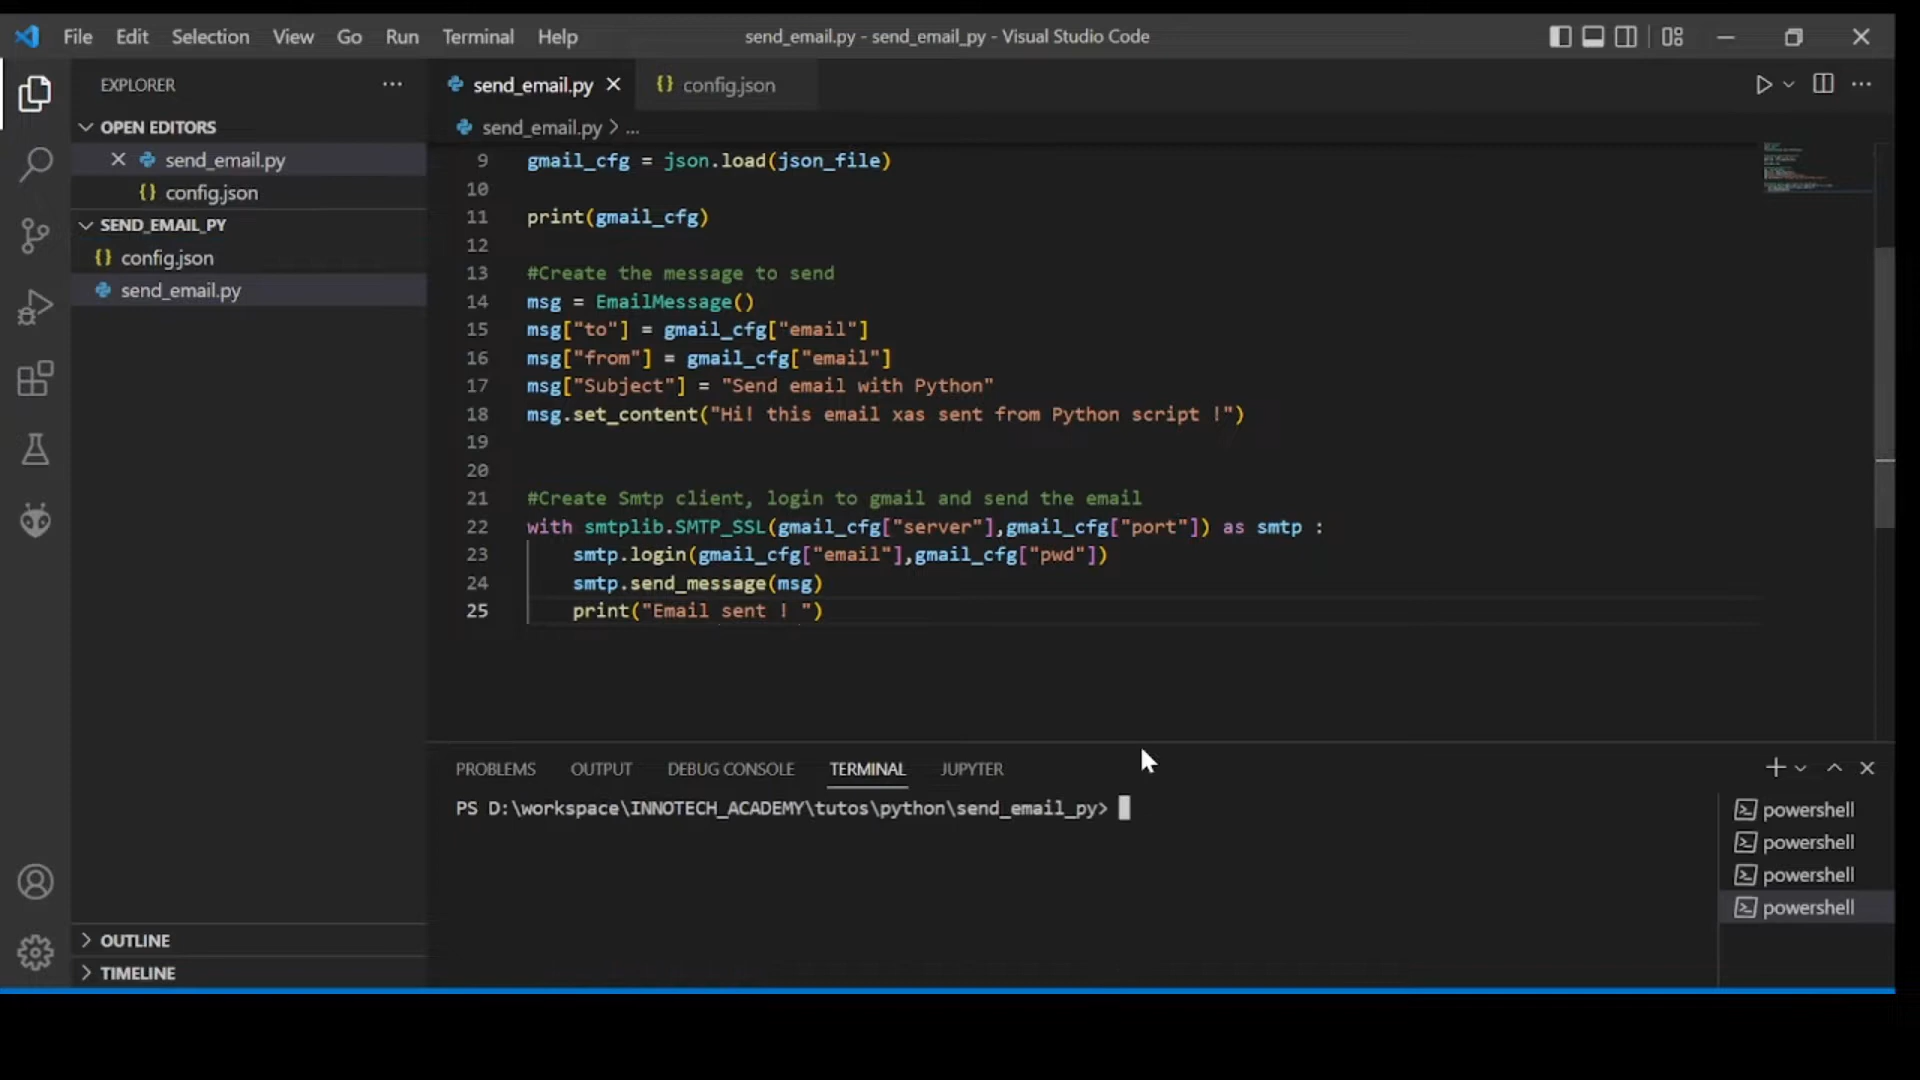 File Edit Selection View Go Run Terminal Help
send_email.py - send_email_py - Visual Studio Code
EXPLORER
OPEN EDITORS
send_email.py
config.json
SEND_EMAIL_PY
config.json
send_email.py
OUTLINE
TIMELINE
send_email.py config.json
send_email.py > ...
9 gmail_cfg = json.load(json_file)
10
11 print(gmail_cfg)
12
13 #Create the message to send
14 msg = EmailMessage()
15 msg["to"] = gmail_cfg["email"]
16 msg["from"] = gmail_cfg["email"]
17 msg["Subject"] = "Send email with Python"
18 msg.set_content("Hi! this email xas sent from Python script !")
19
20
21 #Create Smtp client, login to gmail and send the email
22 with smtplib.SMTP_SSL(gmail_cfg["server"],gmail_cfg["port"]) as smtp :
23 smtp.login(gmail_cfg["email"],gmail_cfg["pwd"])
24 smtp.send_message(msg)
25 print("Email sent ! ")
PROBLEMS OUTPUT DEBUG CONSOLE TERMINAL JUPYTER
PS D:\workspace\INNOTECH_ACADEMY\tutos\python\send_email_py>
powershell
powershell
powershell
powershell